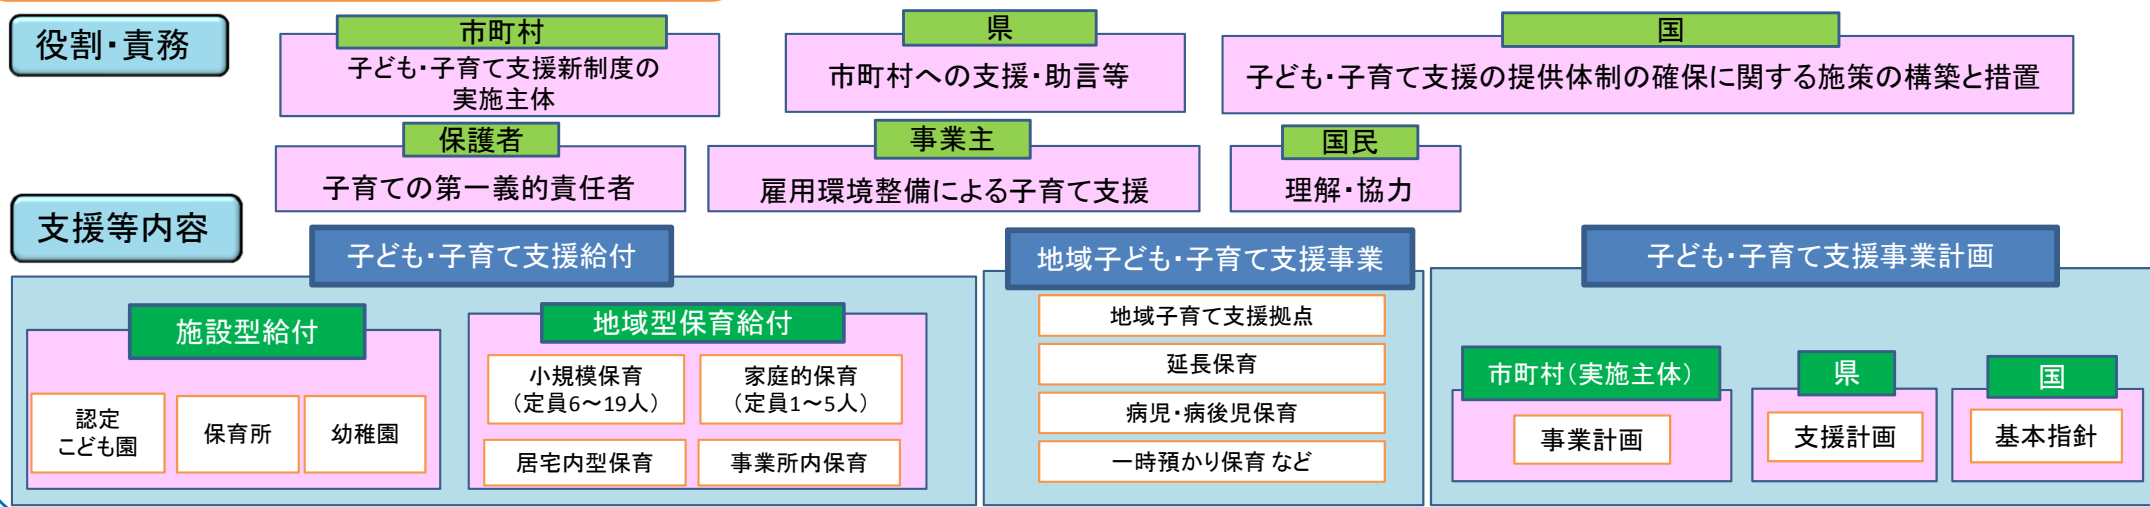 役割・責務
市町村
子ども・子育て支援新制度の
実施主体
県
市町村への支援・助言等
国
子ども・子育て支援の提供体制の確保に関する施策の構築と措置
保護者
子育ての第一義的責任者
事業主
雇用環境整備による子育て支援
国民
理解・協力
支援等内容
子ども・子育て支援給付
施設型給付
認定
こども園
保育所
幼稚園
地域型保育給付
小規模保育
（定員6～19人）
家庭的保育
（定員1～5人）
居宅内型保育
事業所内保育
地域子ども・子育て支援事業
地域子育て支援拠点
延長保育
病児・病後児保育
一時預かり保育 など
子ども・子育て支援事業計画
市町村（実施主体）
事業計画
県
支援計画
国
基本指針